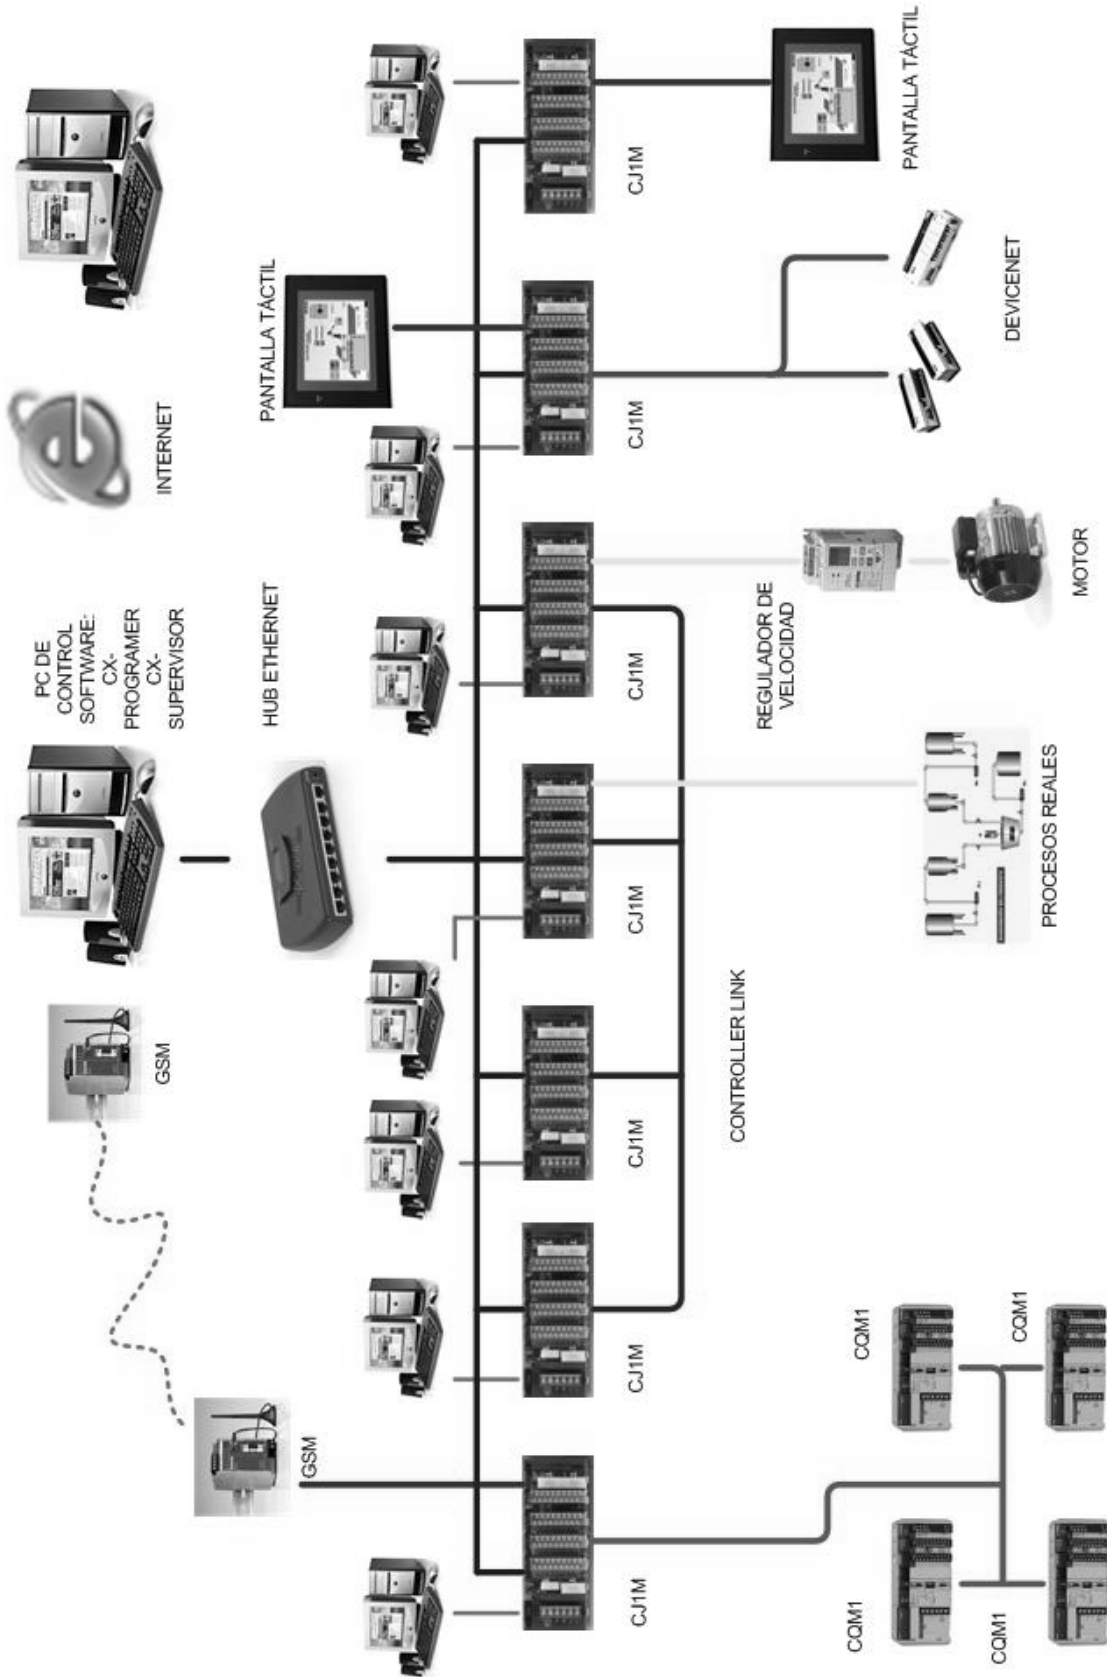 GSM
PC DE
CONTROL
SOFTWARE:
CX-
PROGRAMER
CX-
SUPERVISOR
INTERNET
GSM
HUB ETHERNET
PANTALLA TÁCTIL
CJ1M
CJ1M
CJ1M
CJ1M
CJ1M
CJ1M
CJ1M
CONTROLLER LINK
REGULADOR DE
VELOCIDAD
CQM1
CQM1
PROCESOS REALES
MOTOR
DEVICENET
PANTALLA TÁCTIL
CQM1
CQM1